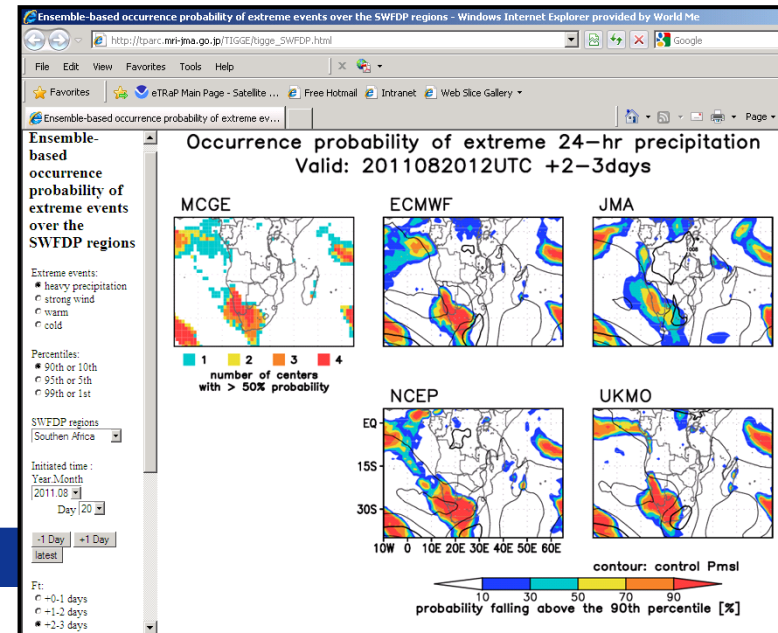 Ensemble-based occurrence probability of extreme events over the SWFDP regions - Windows Internet Explorer provided by World Me
http://tparc.mri-jma.go.jp/TIGGE/tigge_SWFDP.html
Google
File Edit View Favorites Tools Help
Favorites
eTRaP Main Page - Satellite ...
Free Hotmail
Intranet
Web Slice Gallery
Ensemble-based occurrence probability of extreme ev...
Page
Ensemble-
based
occurrence
probability of
extreme events
over the
SWFDP regions
Extreme events:
heavy precipitation
strong wind
warm
cold
Percentiles:
90th or 10th
95th or 5th
99th or 1st
SWFDP regions
Southen Africa
Initiated time :
Year.Month
2011.08
Day 20
-1 Day +1 Day
latest
Ft:
+0-1 days
+1-2 days
+2-3 days
Occurrence probability of extreme 24-hr precipitation
Valid: 2011082012UTC +2-3days
MCGE
1 2 3 4
number of centers
with > 50% probability
ECMWF
JMA
1008
NCEP
EQ
15S
30S
10W 0 10E 20E 30E 40E 50E 60E
UKMO
contour: control Pmsl
10 30 50 70 90
probability falling above the 90th percentile [%]